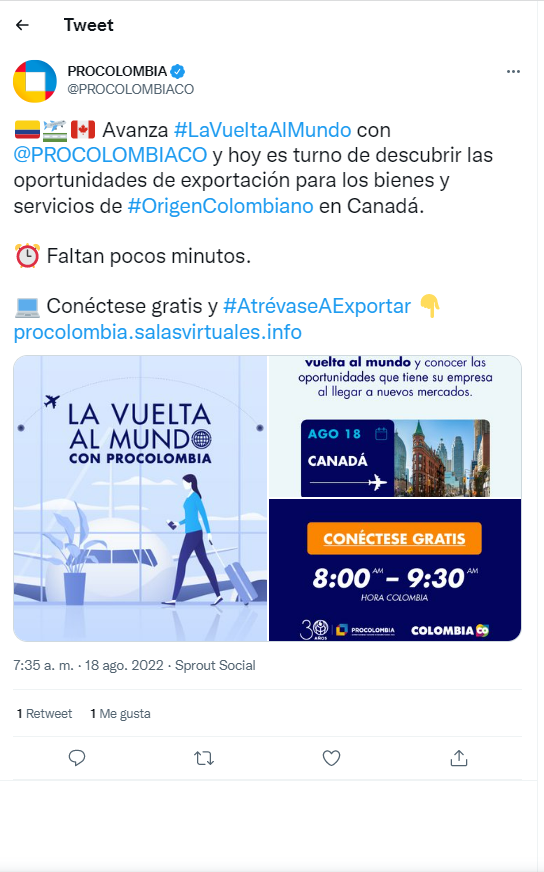 Tweet
PROCOLOMBIA
@PROCOLOMBIACO
Avanza #LaVueltaAlMundo con
@PROCOLOMBIACO y hoy es turno de descubrir las
oportunidades de exportación para los bienes y
servicios de #OrigenColombiano en Canadá.
Faltan pocos minutos.
Conéctese gratis y #AtrévaseAExportar
procolombia.salasvirtuales.info
LA VUELTA
AL MUNDO
CON PROCOLOMBIA
vuelta al mundo y conocer las
oportunidades que tiene su empresa
al llegar a nuevos mercados.
AGO 18
CANADÁ
CONÉCTESE GRATIS
8:00 AM – 9:30 AM
HORA COLOMBIA
30 AÑOS PROCOLOMBIA COLOMBIA CO
7:35 a. m. · 18 ago. 2022 · Sprout Social
1 Retweet 1 Me gusta